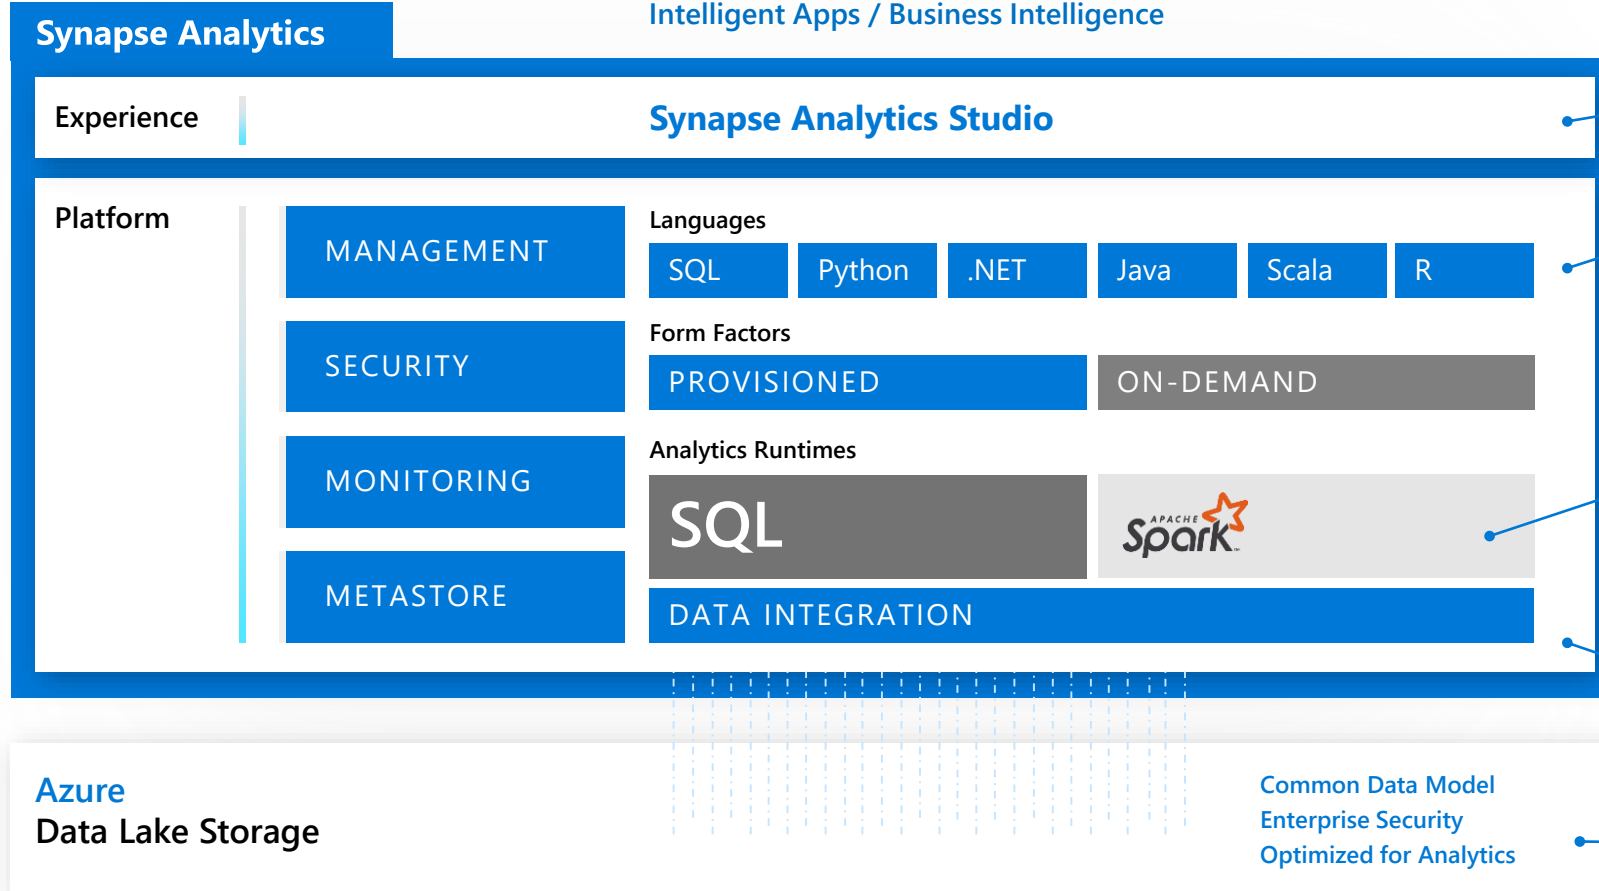 Intelligent Apps / Business Intelligence
Synapse Analytics
Experience
Synapse Analytics Studio
Platform
MANAGEMENT
SECURITY
MONITORING
METASTORE
Languages
SQL
Python
.NET
Java
Scala
R
Form Factors
PROVISIONED
ON-DEMAND
Analytics Runtimes
SQL
APACHE
Spark™
DATA INTEGRATION
Azure
Data Lake Storage
Common Data Model
Enterprise Security
Optimized for Analytics